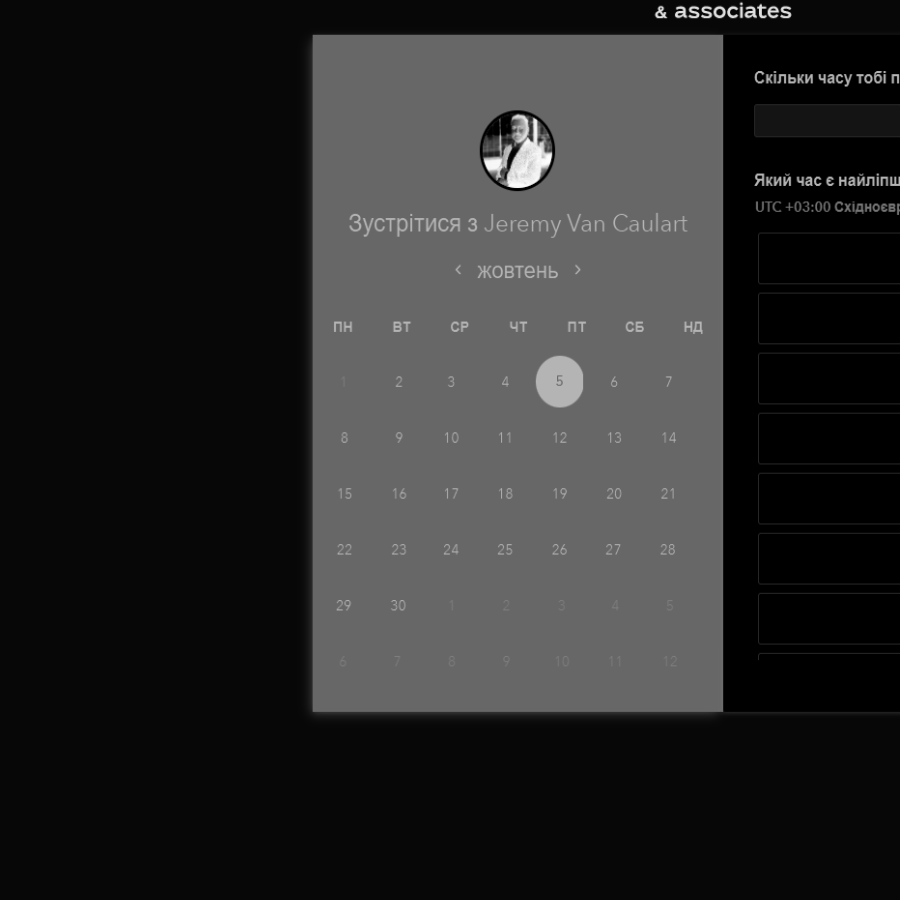 & associates
Зустрітися з Jeremy Van Caulart
‹ жовтень ›
ПН ВТ СР ЧТ ПТ СБ НД
1 2 3 4 5 6 7
8 9 10 11 12 13 14
15 16 17 18 19 20 21
22 23 24 25 26 27 28
29 30 1 2 3 4 5
6 7 8 9 10 11 12
Скільки часу тобі
Який час є
UTC +03:00